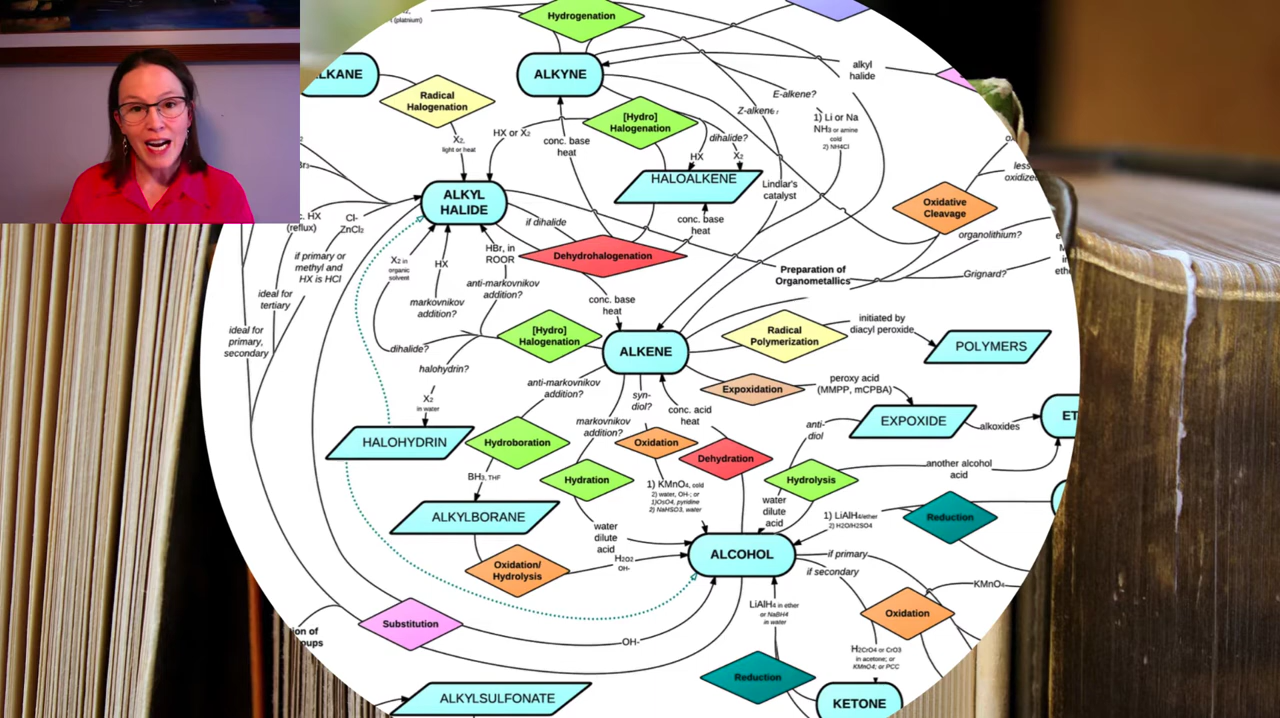 (platnium)
Hydrogenation
LKANE
Radical
Halogenation
X2,
light or heat
ALKYNE
HX or X2
conc. base
heat
[Hydro]
Halogenation
dihalide?
HX
X2
alkyl
halide
E-alkene?
Z-alkene?
1) Li or Na
NH3 or amine
cold
2) NH4Cl
HALOALKENE
Lindlar's
catalyst
ALKYL
HALIDE
if dihalide
conc. base
heat
Oxidative
Cleavage
less
oxidize
organolithium?
Grignard?
Preparation of
Organometallics
Dehydrohalogenation
conc. base
heat
. HX
(reflux)
Cl-
ZnCl2
if primary or
methyl and
HX is HCl
ideal for
tertiary
ideal for
primary,
secondary
X2 in
organic
solvent
HX
markovnikov
addition?
HBr, in
ROOR
anti-markovnikov
addition?
dihalide?
halohydrin?
X2
in water
[Hydro]
Halogenation
ALKENE
Radical
Polymerization
initiated by
diacyl peroxide
POLYMERS
Expoxidation
peroxy acid
(MMPP, mCPBA)
EXPOXIDE
alkoxides
ET
anti-markovnikov
addition?
markovnikov
addition?
syn-
diol?
conc. acid
heat
anti-
diol
HALOHYDRIN
Hydroboration
BH3, THF
Hydration
Oxidation
Dehydration
Hydrolysis
another alcohol
acid
1) KMnO4, cold
2) water, OH-; or
1)OsO4, pyridine
2) NaHSO3, water
water
dilute
acid
1) LiAlH4/ether
2) H2O/H2SO4
Reduction
ALKYLBORANE
water
dilute
acid
Oxidation/
Hydrolysis
H2O2
OH-
ALCOHOL
if primary
if secondary
KMnO4
Oxidation
LiAlH4 in ether
or NaBH4
in water
H2CrO4 or CrO3
in acetone; or
KMnO4; or PCC
Substitution
OH-
ion of
oups
Reduction
ALKYLSULFONATE
KETONE